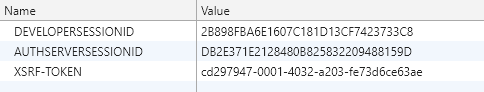 Name Value
DEVELOPERSESSIONID 2B898FBA6E1607C181D13CF7423733C8
AUTHSERVERSESSIONID DB2E371E2128480B825832209488159D
XSRF-TOKEN cd297947-0001-4032-a203-fe73d6ce63ae